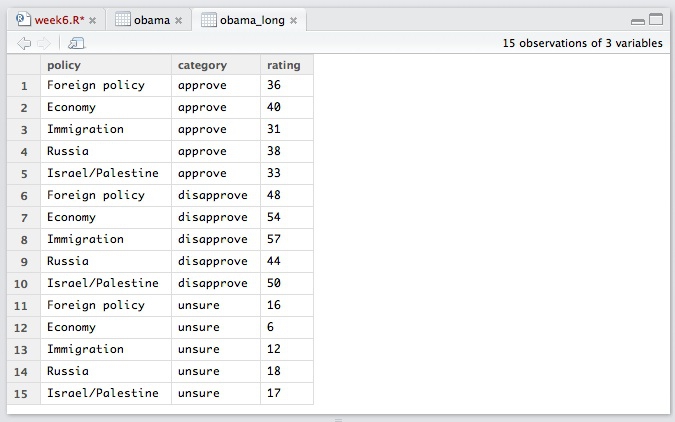 week6.R* obama obama_long
15 observations of 3 variables
policy category rating
1 Foreign policy approve 36
2 Economy approve 40
3 Immigration approve 31
4 Russia approve 38
5 Israel/Palestine approve 33
6 Foreign policy disapprove 48
7 Economy disapprove 54
8 Immigration disapprove 57
9 Russia disapprove 44
10 Israel/Palestine disapprove 50
11 Foreign policy unsure 16
12 Economy unsure 6
13 Immigration unsure 12
14 Russia unsure 18
15 Israel/Palestine unsure 17